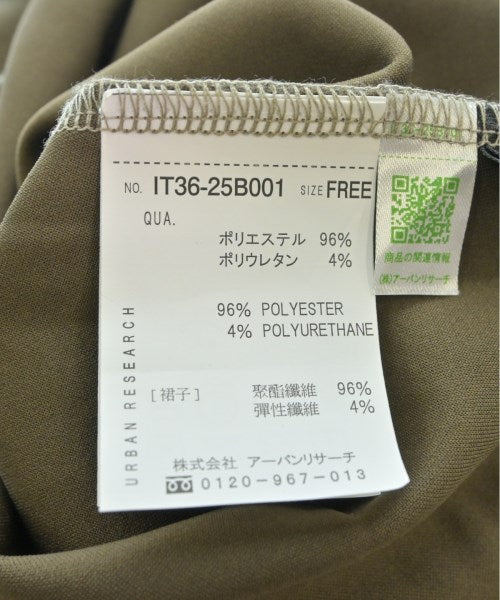 NO. IT36-25B001 SIZE FREE
QUA.
ポリエステル 96%
ポリウレタン 4%
96% POLYESTER
4% POLYURETHANE
URBAN RESEARCH
[裙子] 聚酯纖維 96%
彈性纖維 4%
株式会社 アーバンリサーチ
0120-967-013
商品の関連情報
(株)アーバンリサーチ